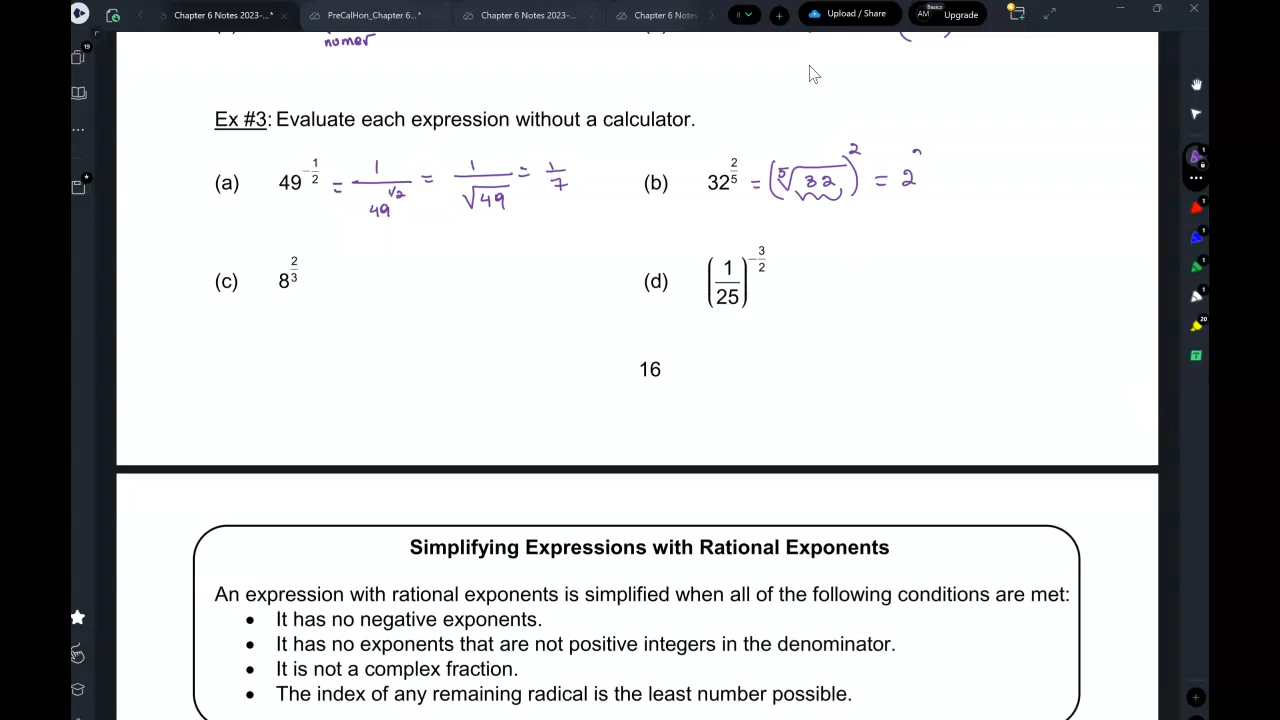 Chapter 6 Notes 2023-...*
PreCalHon_Chapter 6...*
Chapter 6 Notes 2023-...
Chapter 6 Notes
Upload / Share
AM
Basics
Upgrade
numer
Ex #3: Evaluate each expression without a calculator.
(a) 49^(-1/2) = 1/49^(1/2) = 1/√49 = 1/7
(b) 32^(2/5) = (⁵√32)² = 2
(c) 8^(2/3)
(d) (1/25)^(-3/2)
16
Simplifying Expressions with Rational Exponents
An expression with rational exponents is simplified when all of the following conditions are met:
• It has no negative exponents.
• It has no exponents that are not positive integers in the denominator.
• It is not a complex fraction.
• The index of any remaining radical is the least number possible.
19
20